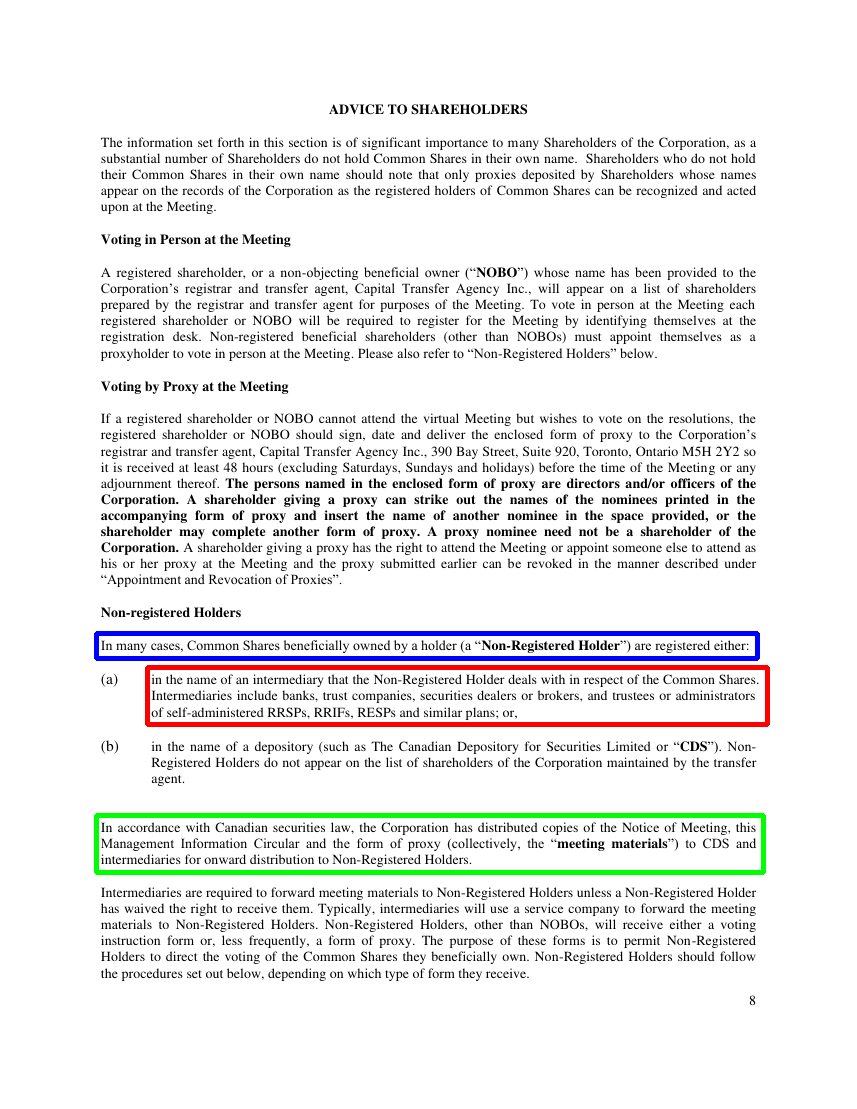 ADVICE TO SHAREHOLDERS
The information set forth in this section is of significant importance to many Shareholders of the Corporation, as a
substantial number of Shareholders do not hold Common Shares in their own name.  Shareholders who do not hold
their Common Shares in their own name should note that only proxies deposited by Shareholders whose names
appear on the records of the Corporation as the registered holders of Common Shares can be recognized and acted
upon at the Meeting.
Voting in Person at the Meeting
A registered shareholder, or a non-objecting beneficial owner (“NOBO”) whose name has been provided to the
Corporation’s registrar and transfer agent, Capital Transfer Agency Inc., will appear on a list of shareholders
prepared by the registrar and transfer agent for purposes of the Meeting. To vote in person at the Meeting each
registered shareholder or NOBO will be required to register for the Meeting by identifying themselves at the
registration desk. Non-registered beneficial shareholders (other than NOBOs) must appoint themselves as a
proxyholder to vote in person at the Meeting. Please also refer to “Non-Registered Holders” below.
Voting by Proxy at the Meeting
If a registered shareholder or NOBO cannot attend the virtual Meeting but wishes to vote on the resolutions, the
registered shareholder or NOBO should sign, date and deliver the enclosed form of proxy to the Corporation’s
registrar and transfer agent, Capital Transfer Agency Inc., 390 Bay Street, Suite 920, Toronto, Ontario M5H 2Y2 so
it is received at least 48 hours (excluding Saturdays, Sundays and holidays) before the time of the Meeting or any
adjournment thereof. The persons named in the enclosed form of proxy are directors and/or officers of the
Corporation. A shareholder giving a proxy can strike out the names of the nominees printed in the
accompanying form of proxy and insert the name of another nominee in the space provided, or the
shareholder may complete another form of proxy. A proxy nominee need not be a shareholder of the
Corporation. A shareholder giving a proxy has the right to attend the Meeting or appoint someone else to attend as
his or her proxy at the Meeting and the proxy submitted earlier can be revoked in the manner described under
“Appointment and Revocation of Proxies”.
Non-registered Holders
In many cases, Common Shares beneficially owned by a holder (a “Non-Registered Holder”) are registered either:
(a) in the name of an intermediary that the Non-Registered Holder deals with in respect of the Common Shares.
Intermediaries include banks, trust companies, securities dealers or brokers, and trustees or administrators
of self-administered RRSPs, RRIFs, RESPs and similar plans; or,
(b) in the name of a depository (such as The Canadian Depository for Securities Limited or “CDS”). Non-
Registered Holders do not appear on the list of shareholders of the Corporation maintained by the transfer
agent.
In accordance with Canadian securities law, the Corporation has distributed copies of the Notice of Meeting, this
Management Information Circular and the form of proxy (collectively, the “meeting materials”) to CDS and
intermediaries for onward distribution to Non-Registered Holders.
Intermediaries are required to forward meeting materials to Non-Registered Holders unless a Non-Registered Holder
has waived the right to receive them. Typically, intermediaries will use a service company to forward the meeting
materials to Non-Registered Holders. Non-Registered Holders, other than NOBOs, will receive either a voting
instruction form or, less frequently, a form of proxy. The purpose of these forms is to permit Non-Registered
Holders to direct the voting of the Common Shares they beneficially own. Non-Registered Holders should follow
the procedures set out below, depending on which type of form they receive.
8